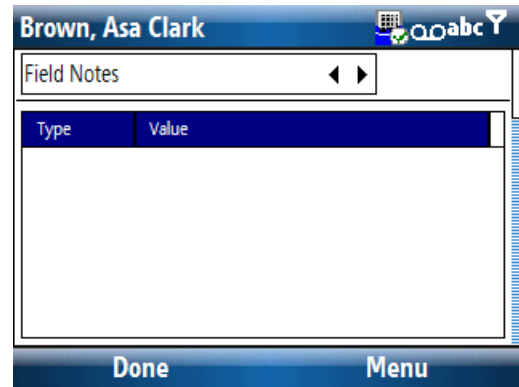 Brown, Asa Clark abc
Field Notes
Type Value
Done Menu